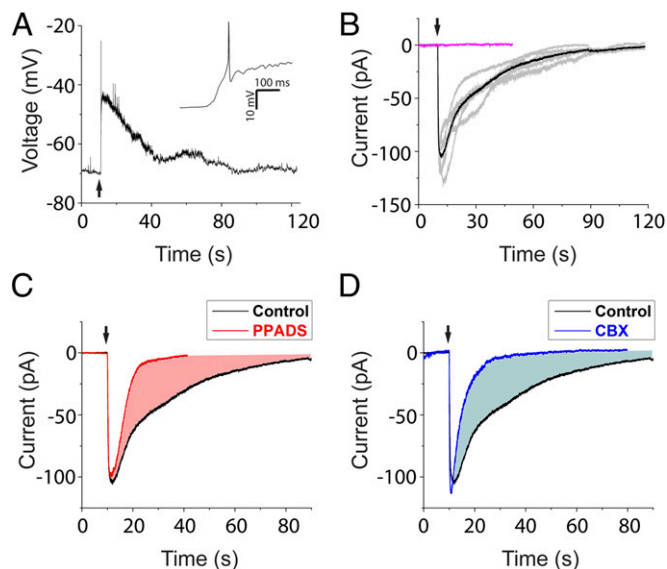 A
-20
-40
-60
-80
Voltage (mV)
0 40 80 120
Time (s)
100 ms
10 mV
B
0
-50
-100
-150
Current (pA)
0 30 60 90 120
Time (s)
C
Control
PPADS
0
-50
-100
Current (pA)
0 20 40 60 80
Time (s)
D
Control
CBX
0
-50
-100
Current (pA)
0 20 40 60 80
Time (s)